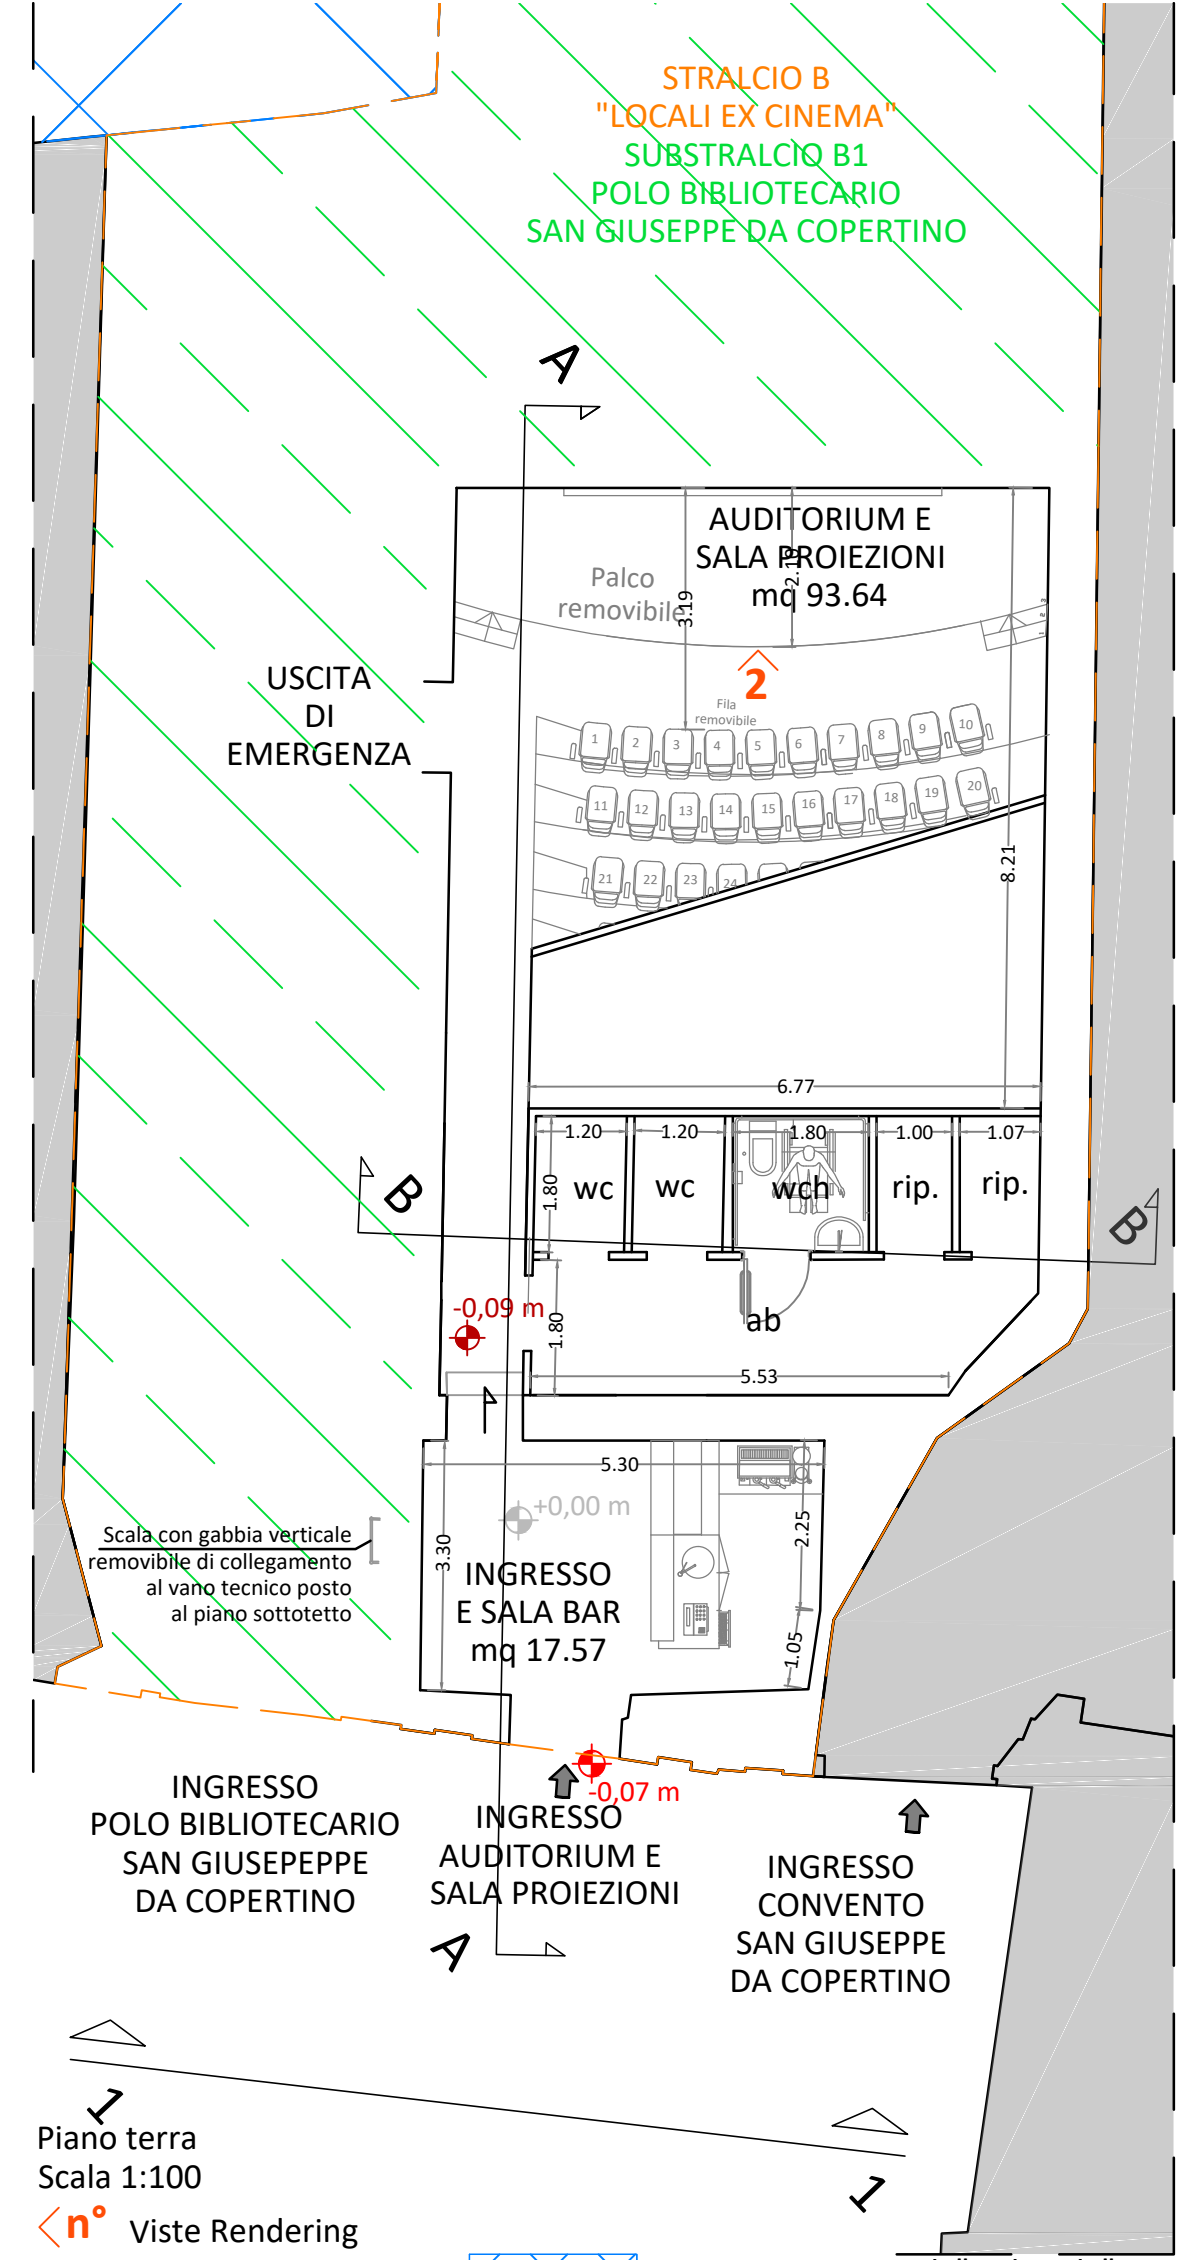 STRALCIO B
"LOCALI EX CINEMA"
SUBSTRALCIO B1
POLO BIBLIOTECARIO
SAN GIUSEPPE DA COPERTINO
A
AUDITORIUM E
SALA PROIEZIONI
mq 93.64
2.10
3.19
Palco
removibile
1 2 3
2
USCITA
DI
EMERGENZA
Fila
removibile
1 2 3 4 5 6 7 8 9 10
11 12 13 14 15 16 17 18 19 20
21 22 23 24
8.21
6.77
1.20 1.20 1.80 1.00 1.07
1.80
wc wc wch rip. rip.
B B
-0,09 m
1.80
ab
5.53
5.30
+0,00 m
3.30
2.25
1.05
Scala con gabbia verticale
removibile di collegamento
al vano tecnico posto
al piano sottotetto
INGRESSO
E SALA BAR
mq 17.57
-0,07 m
INGRESSO
POLO BIBLIOTECARIO
SAN GIUSEPEPPE
DA COPERTINO
INGRESSO
AUDITORIUM E
SALA PROIEZIONI
INGRESSO
CONVENTO
SAN GIUSEPPE
DA COPERTINO
A
1
1
Piano terra
Scala 1:100
n° Viste Rendering